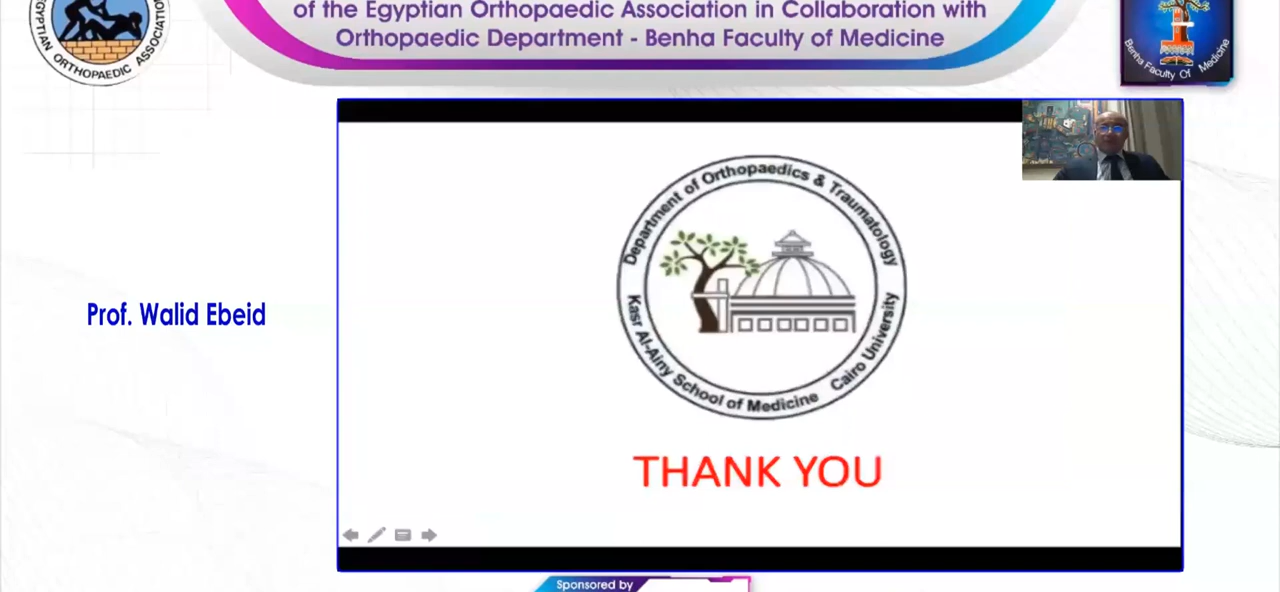 of the Egyptian Orthopaedic Association in Collaboration with
Orthopaedic Department - Benha Faculty of Medicine
EGYPTIAN ORTHOPAEDIC ASSOCIATION
Benha Faculty Of Medicine
Department of Orthopaedics & Traumatology
Kasr Al-Ainy School of Medicine Cairo University
Prof. Walid Ebeid
THANK YOU
Sponsored by